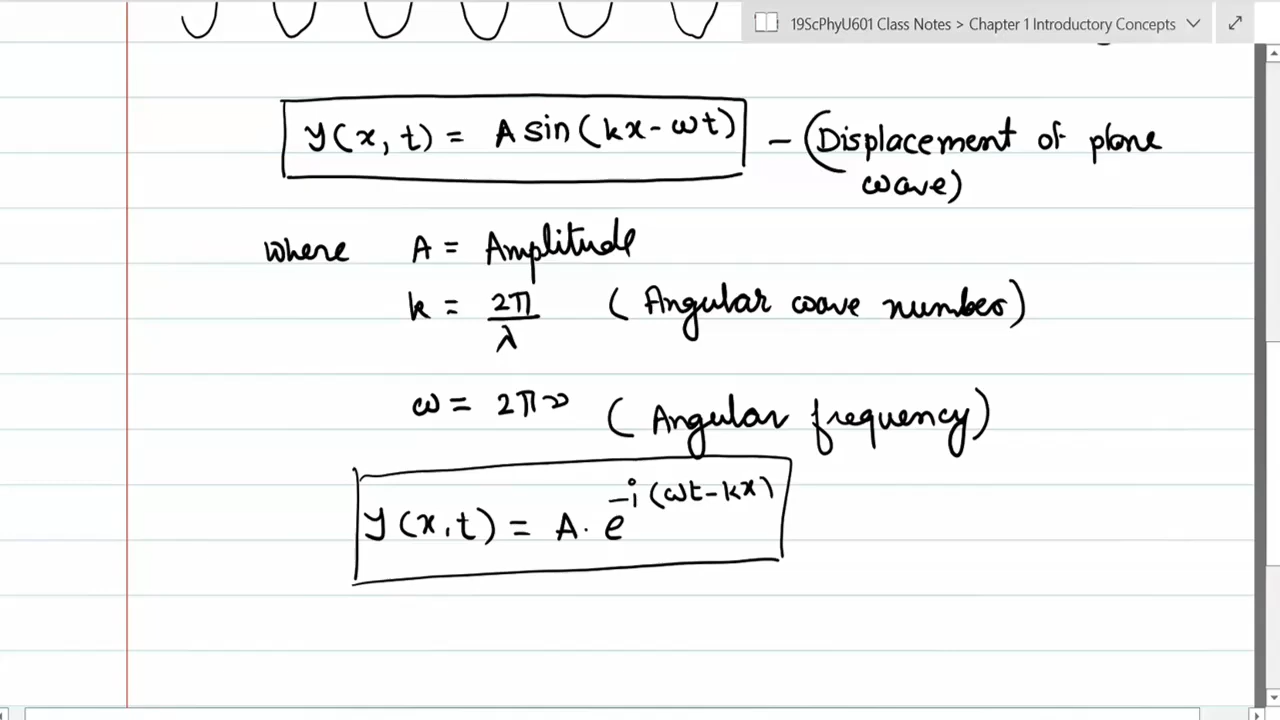 19ScPhyU601 Class Notes > Chapter 1 Introductory Concepts
y(x, t) = A sin(kx - ωt) - (Displacement of plane
wave)
where A = Amplitude
k = 2π/λ (Angular wave number)
ω = 2πν (Angular frequency)
y(x,t) = A. e^-i(ωt-kx)